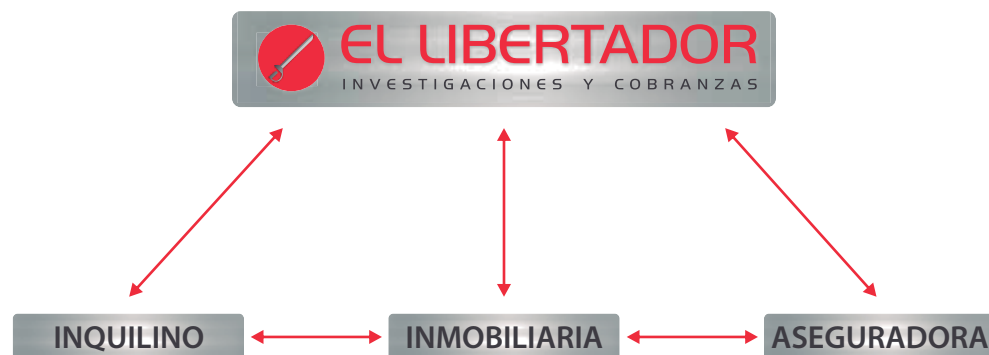 EL LIBERTADOR
INVESTIGACIONES Y COBRANZAS
INQUILINO
INMOBILIARIA
ASEGURADORA